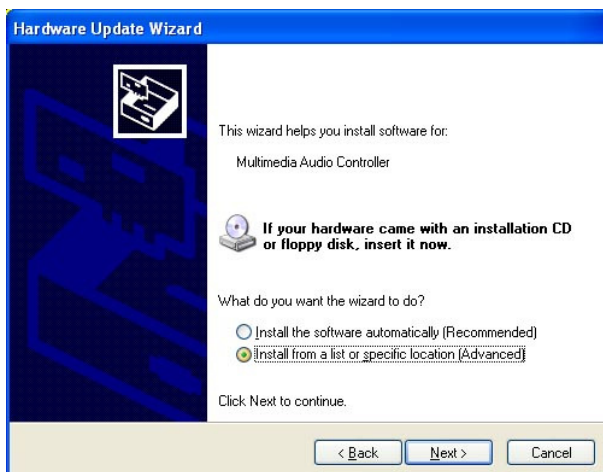 Hardware Update Wizard
This wizard helps you install software for:
Multimedia Audio Controller
If your hardware came with an installation CD
or floppy disk, insert it now.
What do you want the wizard to do?
Install the software automatically (Recommended)
Install from a list or specific location (Advanced)
Click Next to continue.
< Back
Next >
Cancel